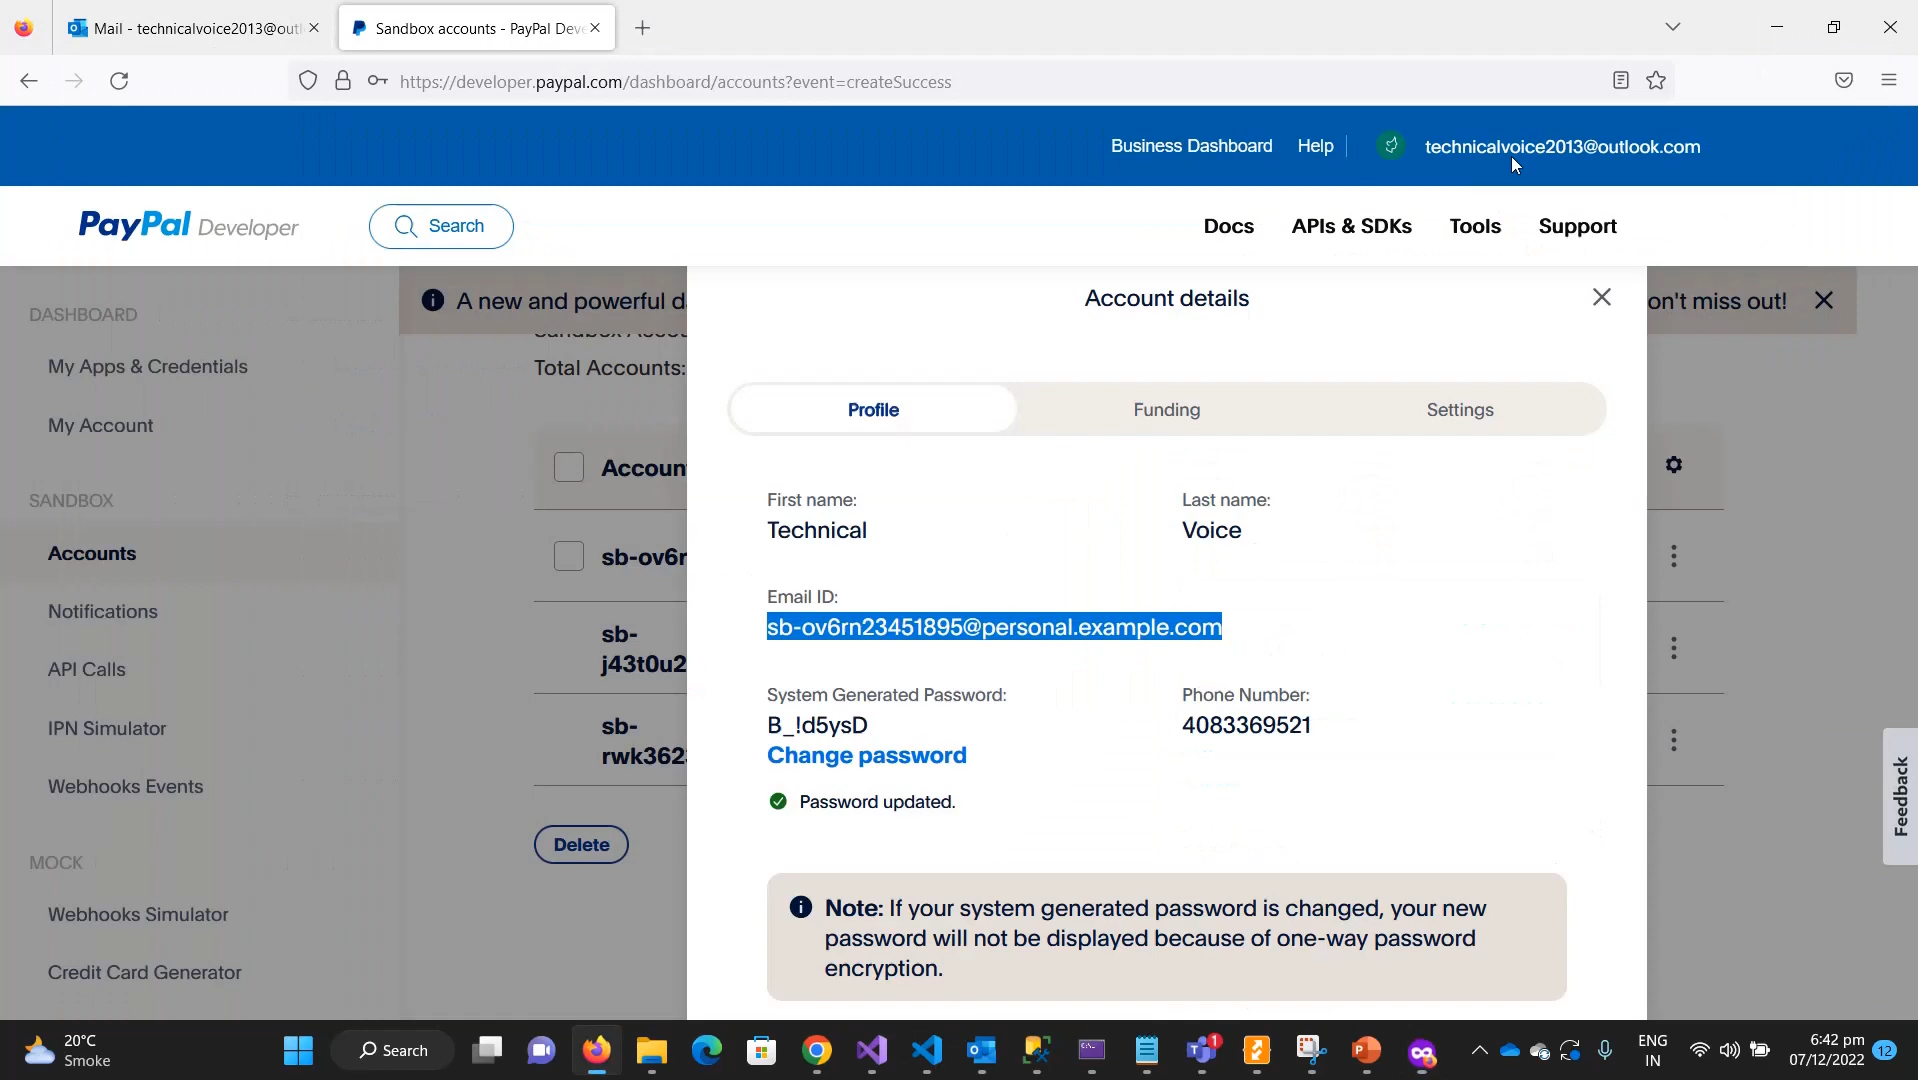 Mail - technicalvoice2013@outl
Sandbox accounts - PayPal Deve
https://developer.paypal.com/dashboard/accounts?event=createSuccess
Business Dashboard
Help
technicalvoice2013@outlook.com
PayPal Developer
Search
Docs
APIs & SDKs
Tools
Support
DASHBOARD
My Apps & Credentials
My Account
SANDBOX
Accounts
Notifications
API Calls
IPN Simulator
Webhooks Events
MOCK
Webhooks Simulator
Credit Card Generator
A new and powerful d
on't miss out!
Total Accounts:
Accoun
sb-ov6r
sb-
j43t0u2
sb-
rwk362
Delete
Account details
Profile
Funding
Settings
First name:
Technical
Last name:
Voice
Email ID:
sb-ov6rn23451895@personal.example.com
System Generated Password:
B_!d5ysD
Phone Number:
4083369521
Change password
Password updated.
Note: If your system generated password is changed, your new
password will not be displayed because of one-way password
encryption.
Feedback
20°C
Smoke
Search
1
ENG
IN
6:42 pm
07/12/2022
12